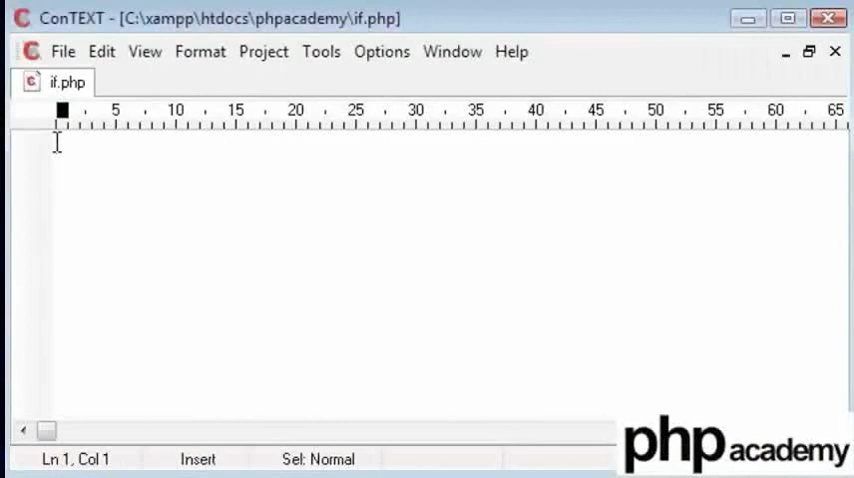 ConTEXT - [C:\xampp\htdocs\phpacademy\if.php]
File Edit View Format Project Tools Options Window Help
if.php
5 10 15 20 25 30 35 40 45 50 55 60 65
Ln 1, Col 1 Insert Sel: Normal
php academy